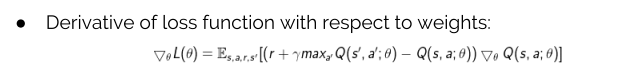 ● Derivative of loss function with respect to weights:
▽θL(θ) = 𝔼s,a,r,s'[(r + γmaxa' Q(s', a'; θ) − Q(s, a; θ)) ▽θ Q(s, a; θ)]